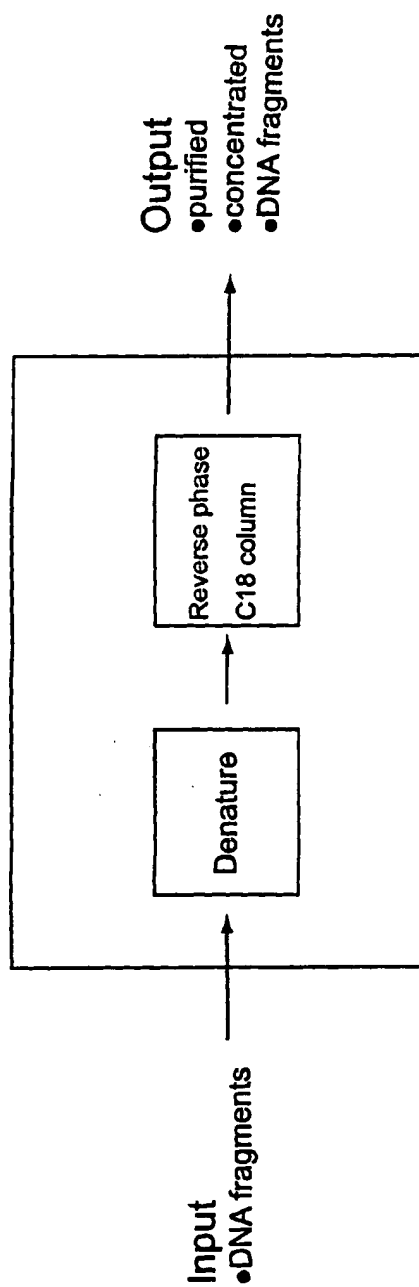 Input
•DNA fragments
Denature
Reverse phase
C18 column
Output
•purified
•concentrated
•DNA fragments